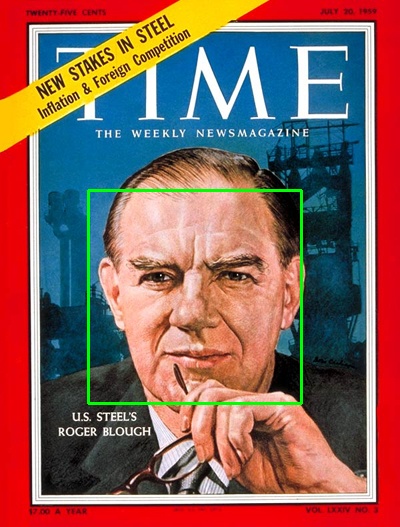 TWENTY-FIVE CENTS
JULY 20, 1959
NEW STAKES IN STEEL
Inflation & Foreign Competition
TIME
THE WEEKLY NEWSMAGAZINE
U.S. STEEL'S
ROGER BLOUGH
$7.00 A YEAR
VOL. LXXIV NO. 3